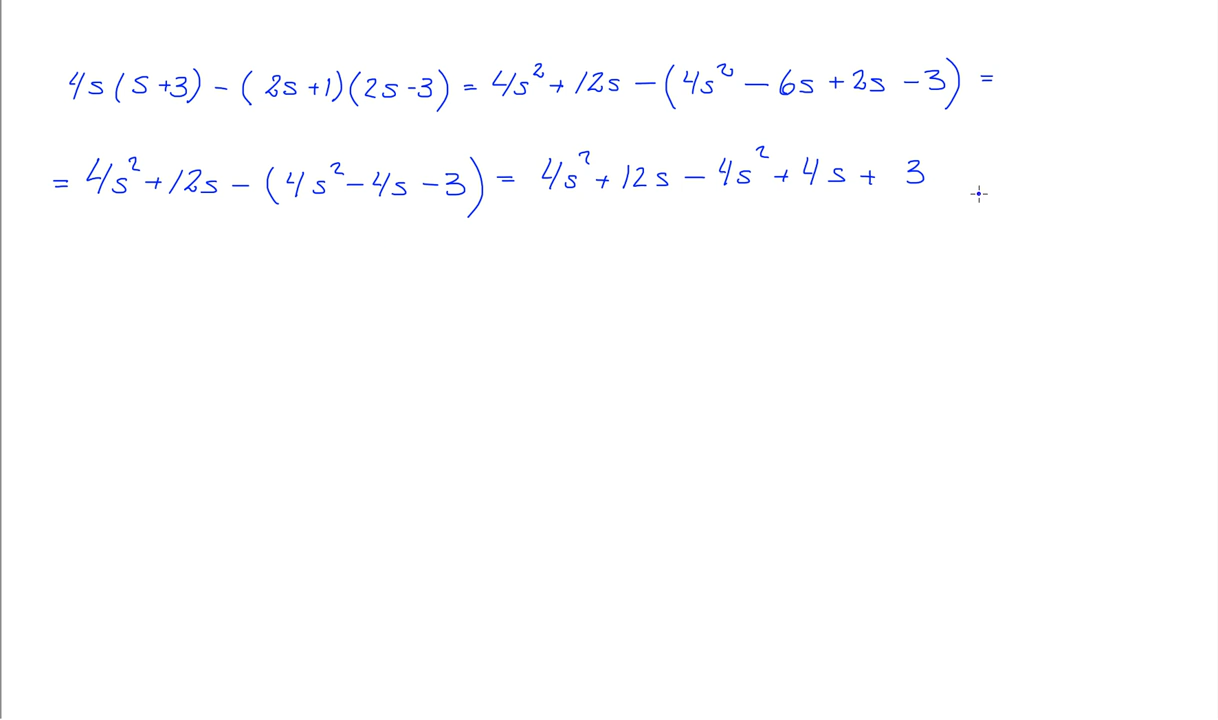 4s(s+3) - (2s+1)(2s-3) = 4s² + 12s - (4s² - 6s + 2s - 3) =
= 4s² + 12s - (4s² - 4s - 3) = 4s² + 12s - 4s² + 4s + 3